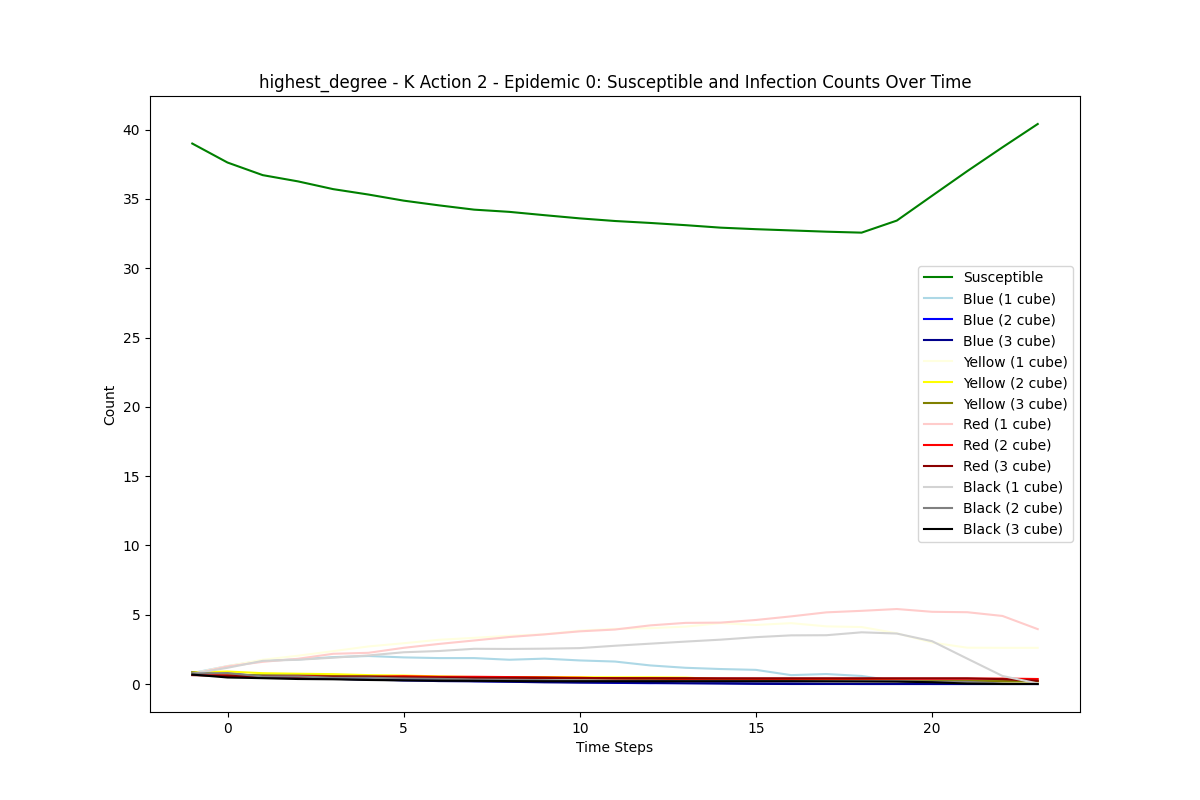 highest_degree - K Action 2 - Epidemic 0: Susceptible and Infection Counts Over Time
40
35
30
25
20
15
10
5
0
Count
Susceptible
Blue (1 cube)
Blue (2 cube)
Blue (3 cube)
Yellow (1 cube)
Yellow (2 cube)
Yellow (3 cube)
Red (1 cube)
Red (2 cube)
Red (3 cube)
Black (1 cube)
Black (2 cube)
Black (3 cube)
0 5 10 15 20
Time Steps